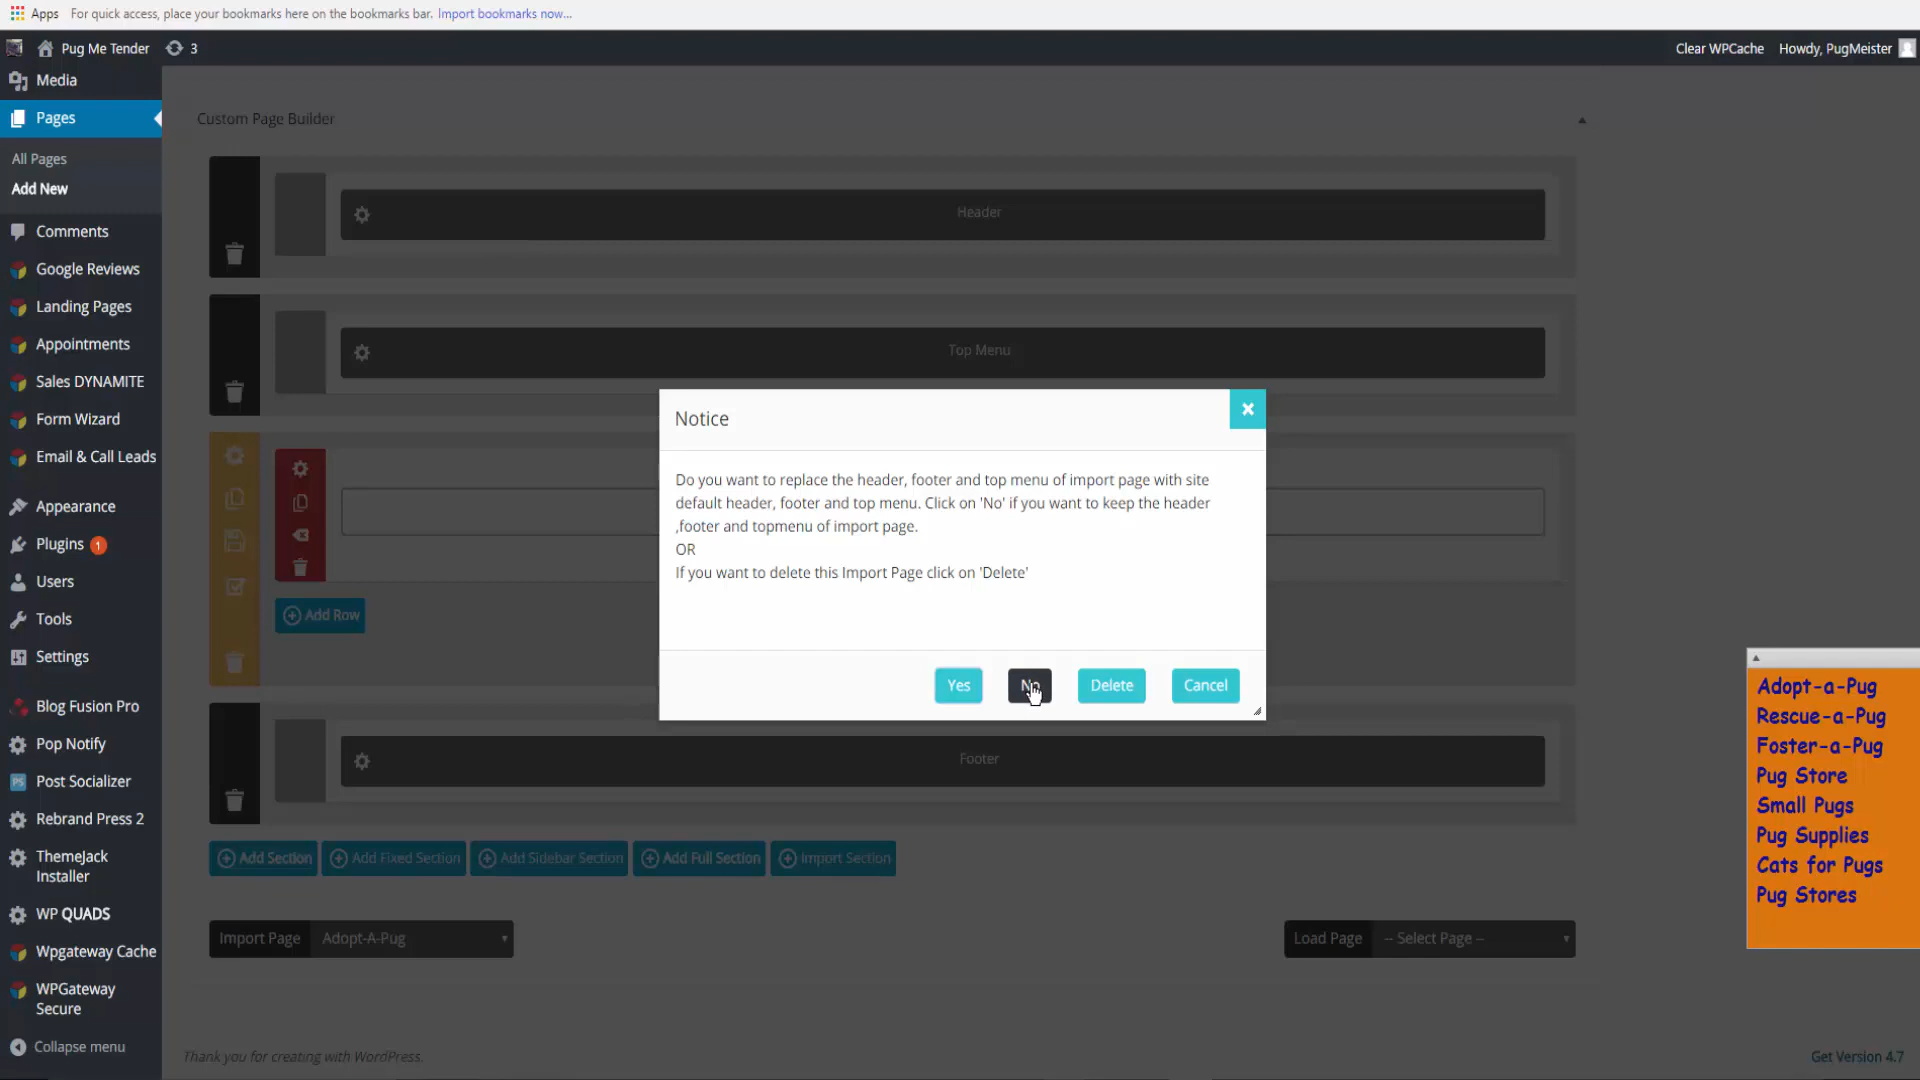 Apps For quick access, place your bookmarks here on the bookmarks bar. Import bookmarks now...
Pug Me Tender 3 Clear WPCache Howdy, PugMeister
Media
Pages
All Pages
Add New
Comments
Google Reviews
Landing Pages
Appointments
Sales DYNAMITE
Form Wizard
Email & Call Leads
Appearance
Plugins 1
Users
Tools
Settings
Blog Fusion Pro
Pop Notify
PS Post Socializer
Rebrand Press 2
ThemeJack
Installer
WP QUADS
Wpgateway Cache
WPGateway
Secure
Collapse menu
Custom Page Builder
Header
Top Menu
Notice
Do you want to replace the header, footer and top menu of import page with site
default header, footer and top menu. Click on 'No' if you want to keep the header
,footer and topmenu of import page.
OR
If you want to delete this Import Page click on 'Delete'
Yes No Delete Cancel
Add Row
Footer
Add Section Add Fixed Section Add Sidebar Section Add Full Section Import Section
Import Page Adopt-A-Pug Load Page -- Select Page --
Adopt-a-Pug
Rescue-a-Pug
Foster-a-Pug
Pug Store
Small Pugs
Pug Supplies
Cats for Pugs
Pug Stores
Thank you for creating with WordPress. Get Version 4.7